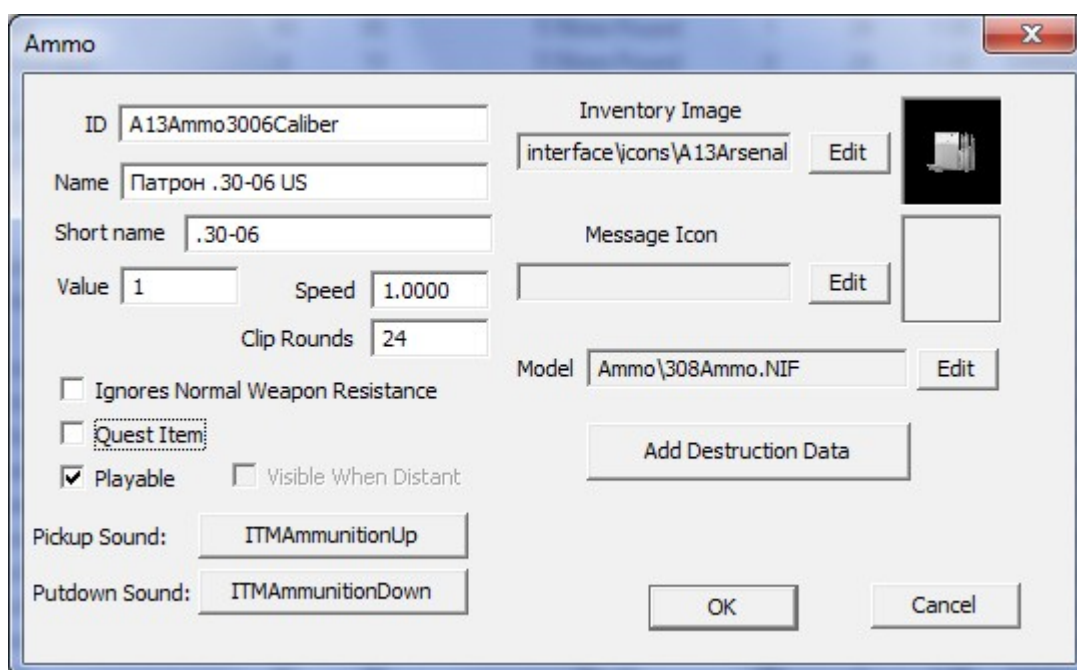 Ammo
ID A13Ammo3006Caliber
Name Патрон .30-06 US
Short name .30-06
Value 1 Speed 1.0000
Clip Rounds 24
Ignores Normal Weapon Resistance
Quest Item
Playable Visible When Distant
Pickup Sound: ITMAmmunitionUp
Putdown Sound: ITMAmmunitionDown
Inventory Image
interface\icons\A13Arsenal Edit
Message Icon
Edit
Model Ammo\308Ammo.NIF Edit
Add Destruction Data
OK Cancel